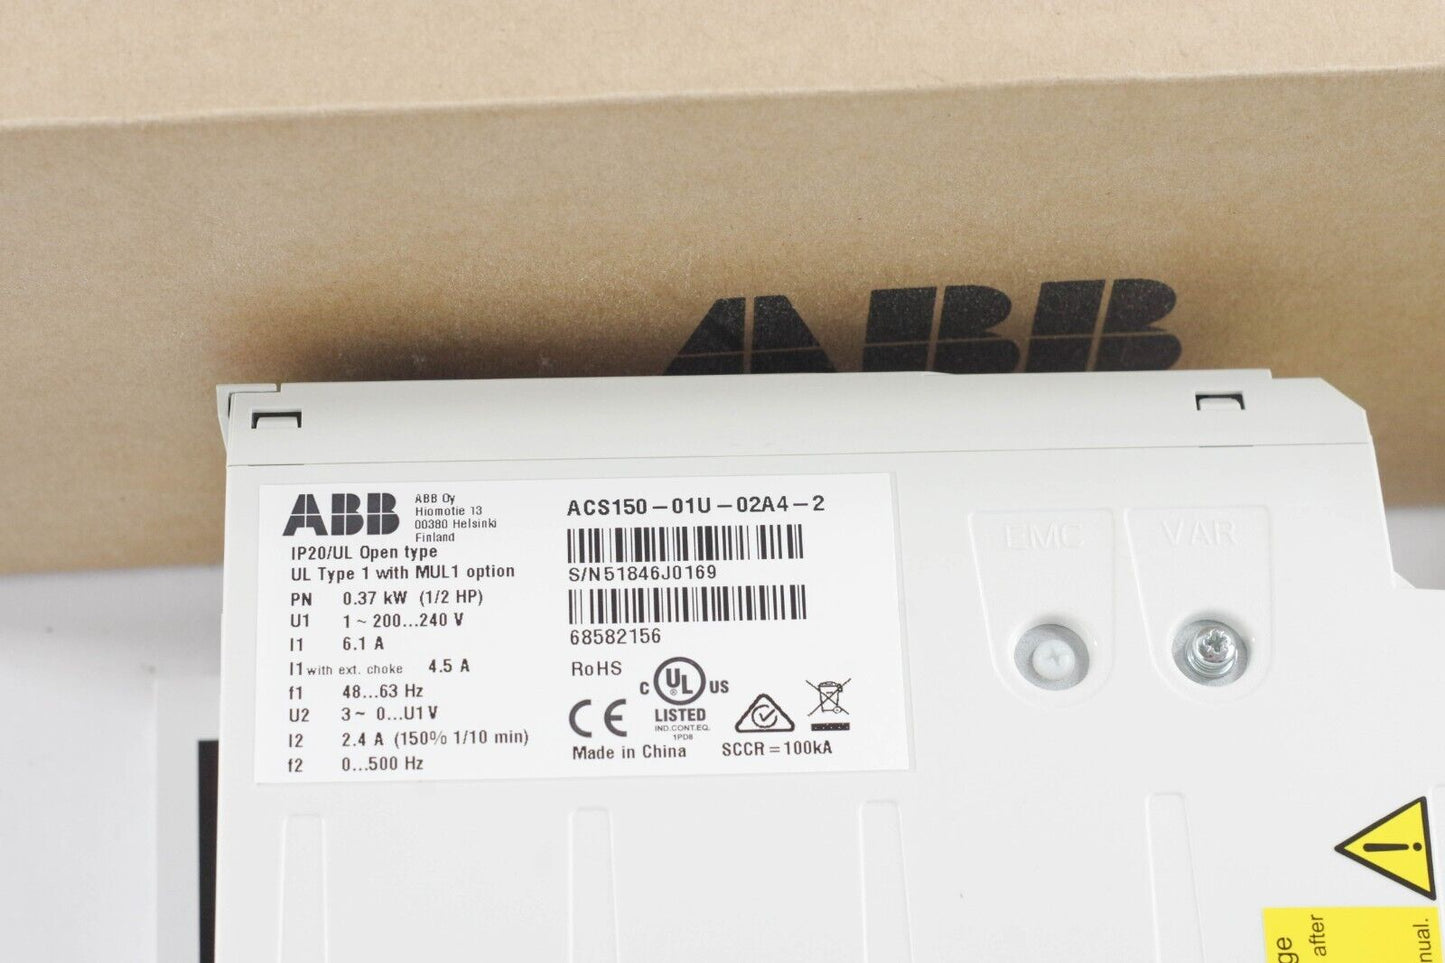 ABB
ABB
ABB Oy
Hiomotie 13
00380 Helsinki
Finland
IP20/UL Open type
UL Type 1 with MUL1 option
PN 0.37 kW (1/2 HP)
U1 1 ~ 200...240 V
I1 6.1 A
I1 with ext. choke 4.5 A
f1 48...63 Hz
U2 3 ~ 0...U1 V
I2 2.4 A (150% 1/10 min)
f2 0...500 Hz
ACS150-01U-02A4-2
S/N51846J0169
68582156
RoHS
CE
C UL US
®
LISTED
IND.CONT.EQ.
1PD8
Made in China
SCCR = 100kA
EMC
VAR
!
ge
after
nual.